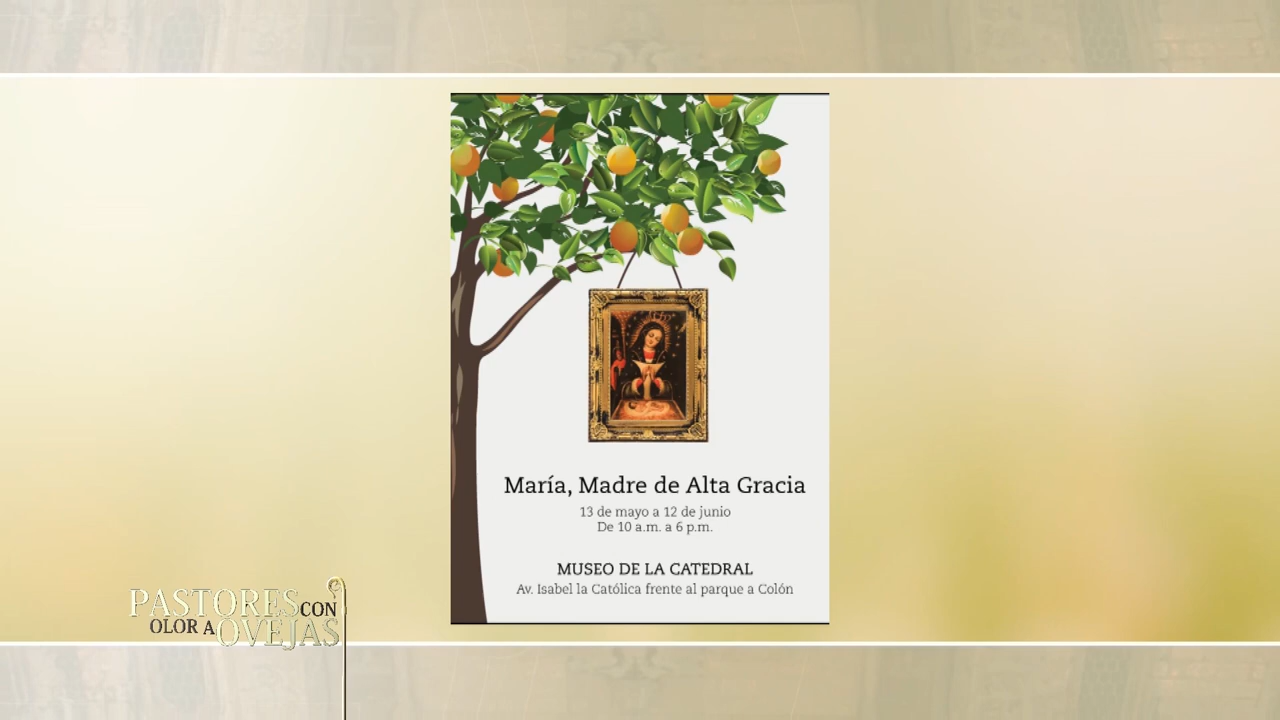 María, Madre de Alta Gracia
13 de mayo a 12 de junio
De 10 a.m. a 6 p.m.
MUSEO DE LA CATEDRAL
Av. Isabel la Católica frente al parque a Colón
PASTORES CON
OLOR A OVEJAS